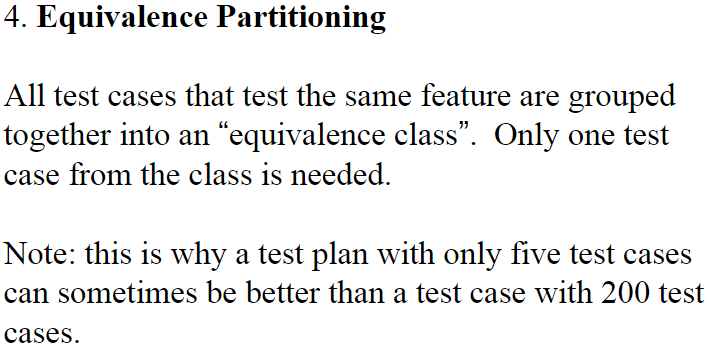 4. Equivalence Partitioning
All test cases that test the same feature are grouped
together into an “equivalence class”.  Only one test
case from the class is needed.
Note: this is why a test plan with only five test cases
can sometimes be better than a test case with 200 test
cases.